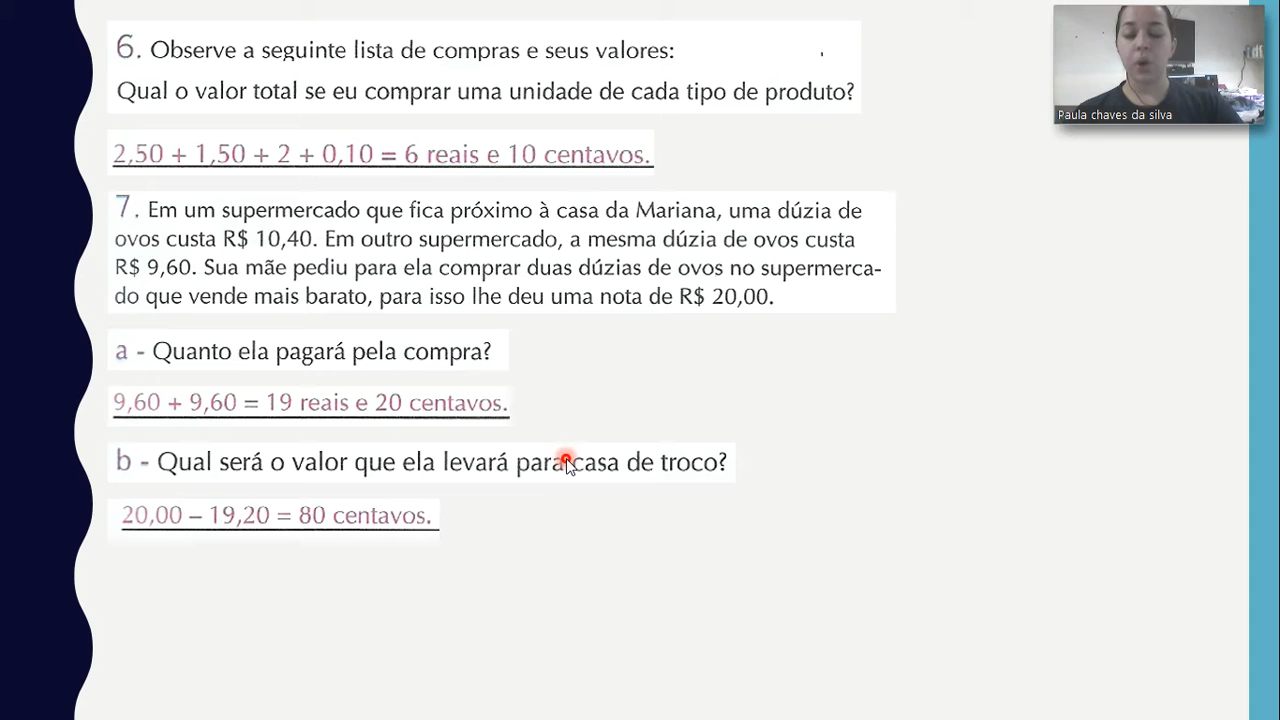 6. Observe a seguinte lista de compras e seus valores:
Qual o valor total se eu comprar uma unidade de cada tipo de produto?
2,50 + 1,50 + 2 + 0,10 = 6 reais e 10 centavos.
7. Em um supermercado que fica próximo à casa da Mariana, uma dúzia de
ovos custa R$ 10,40. Em outro supermercado, a mesma dúzia de ovos custa
R$ 9,60. Sua mãe pediu para ela comprar duas dúzias de ovos no supermerca-
do que vende mais barato, para isso lhe deu uma nota de R$ 20,00.
a - Quanto ela pagará pela compra?
9,60 + 9,60 = 19 reais e 20 centavos.
b - Qual será o valor que ela levará para casa de troco?
20,00 – 19,20 = 80 centavos.
Paula chaves da silva